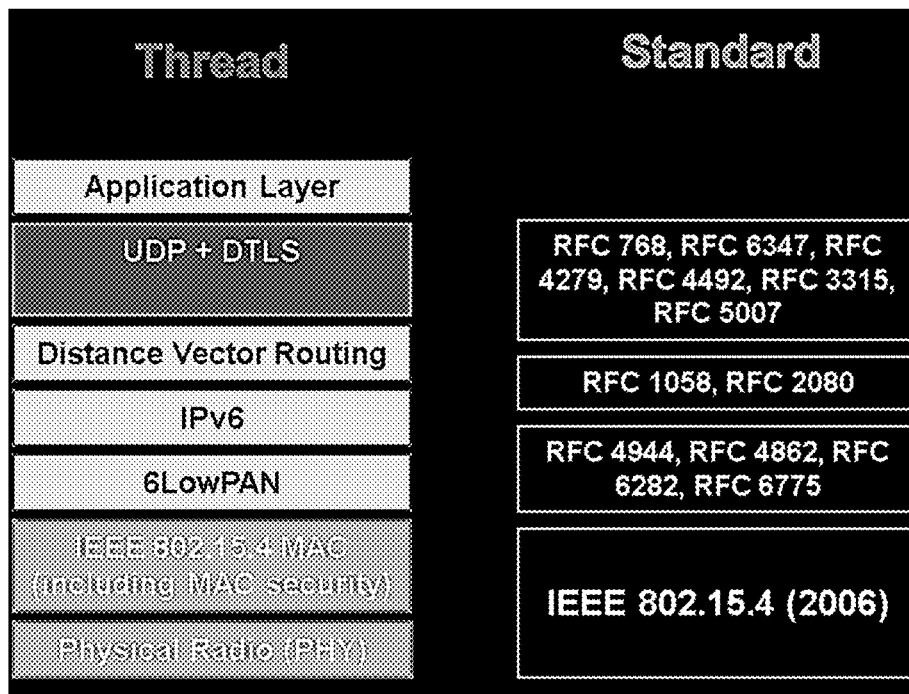 Thread
Standard
Application Layer
UDP + DTLS
RFC 768, RFC 6347, RFC
4279, RFC 4492, RFC 3315,
RFC 5007
Distance Vector Routing
RFC 1058, RFC 2080
IPv6
6LowPAN
RFC 4944, RFC 4862, RFC
6282, RFC 6775
IEEE 802.15.4 MAC
(including MAC security)
Physical Radio (PHY)
IEEE 802.15.4 (2006)